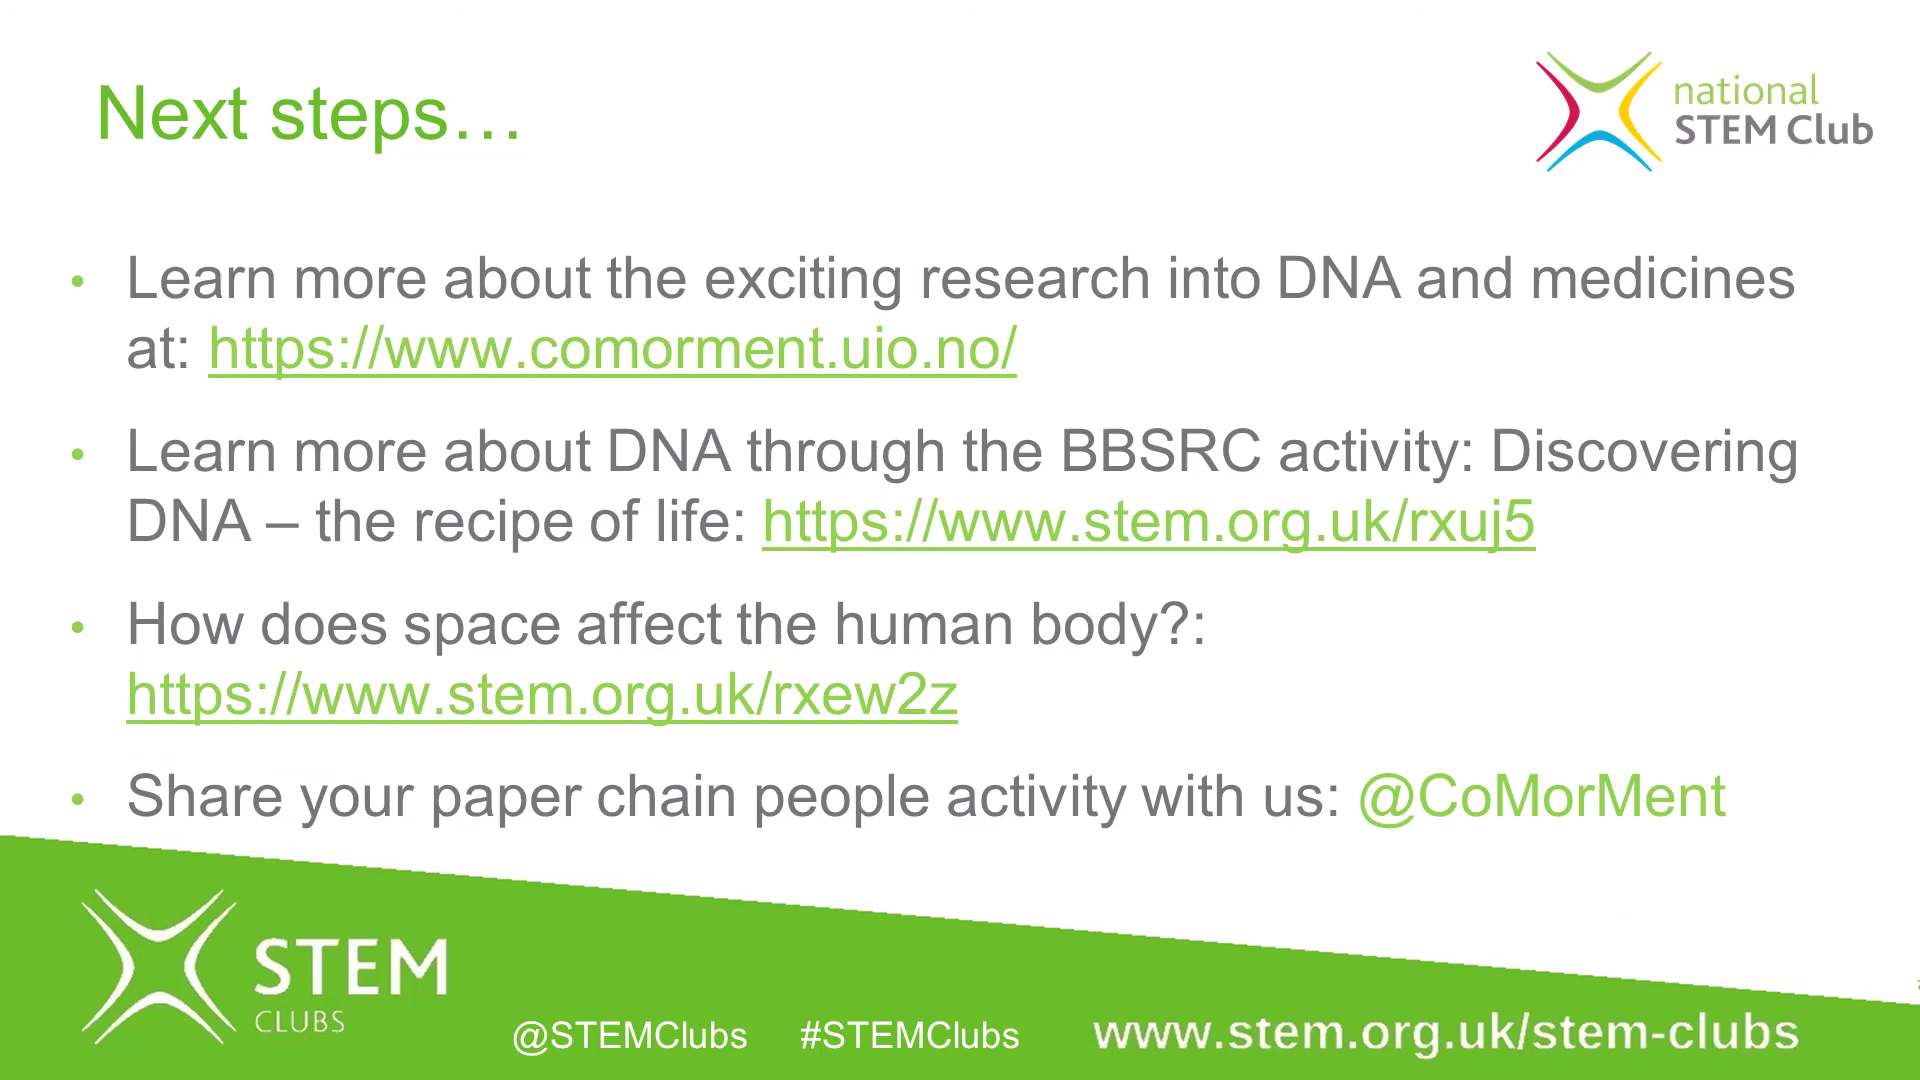 Next steps…
national
STEM Club
• Learn more about the exciting research into DNA and medicines
at: https://www.comorment.uio.no/
• Learn more about DNA through the BBSRC activity: Discovering
DNA – the recipe of life: https://www.stem.org.uk/rxuj5
• How does space affect the human body?:
https://www.stem.org.uk/rxew2z
• Share your paper chain people activity with us: @CoMorMent
STEM
CLUBS
@STEMClubs #STEMClubs www.stem.org.uk/stem-clubs